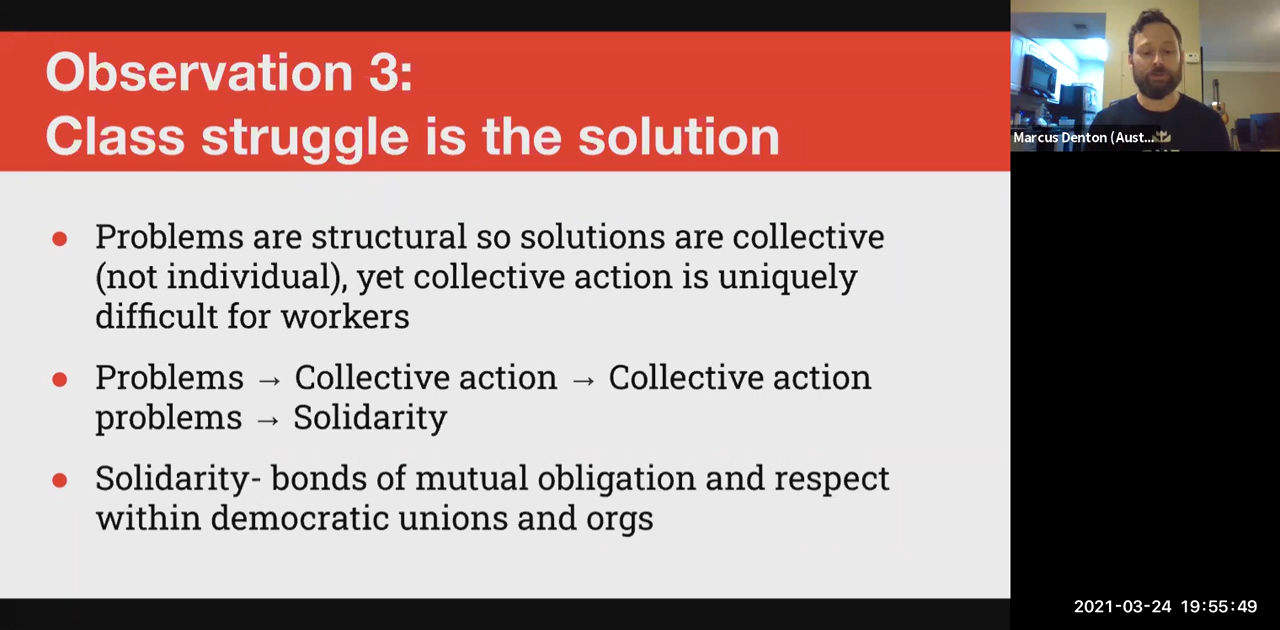 Observation 3:
Class struggle is the solution
● Problems are structural so solutions are collective
(not individual), yet collective action is uniquely
difficult for workers
● Problems → Collective action → Collective action
problems → Solidarity
● Solidarity- bonds of mutual obligation and respect
within democratic unions and orgs
Marcus Denton (Aust...
2021-03-24 19:55:49